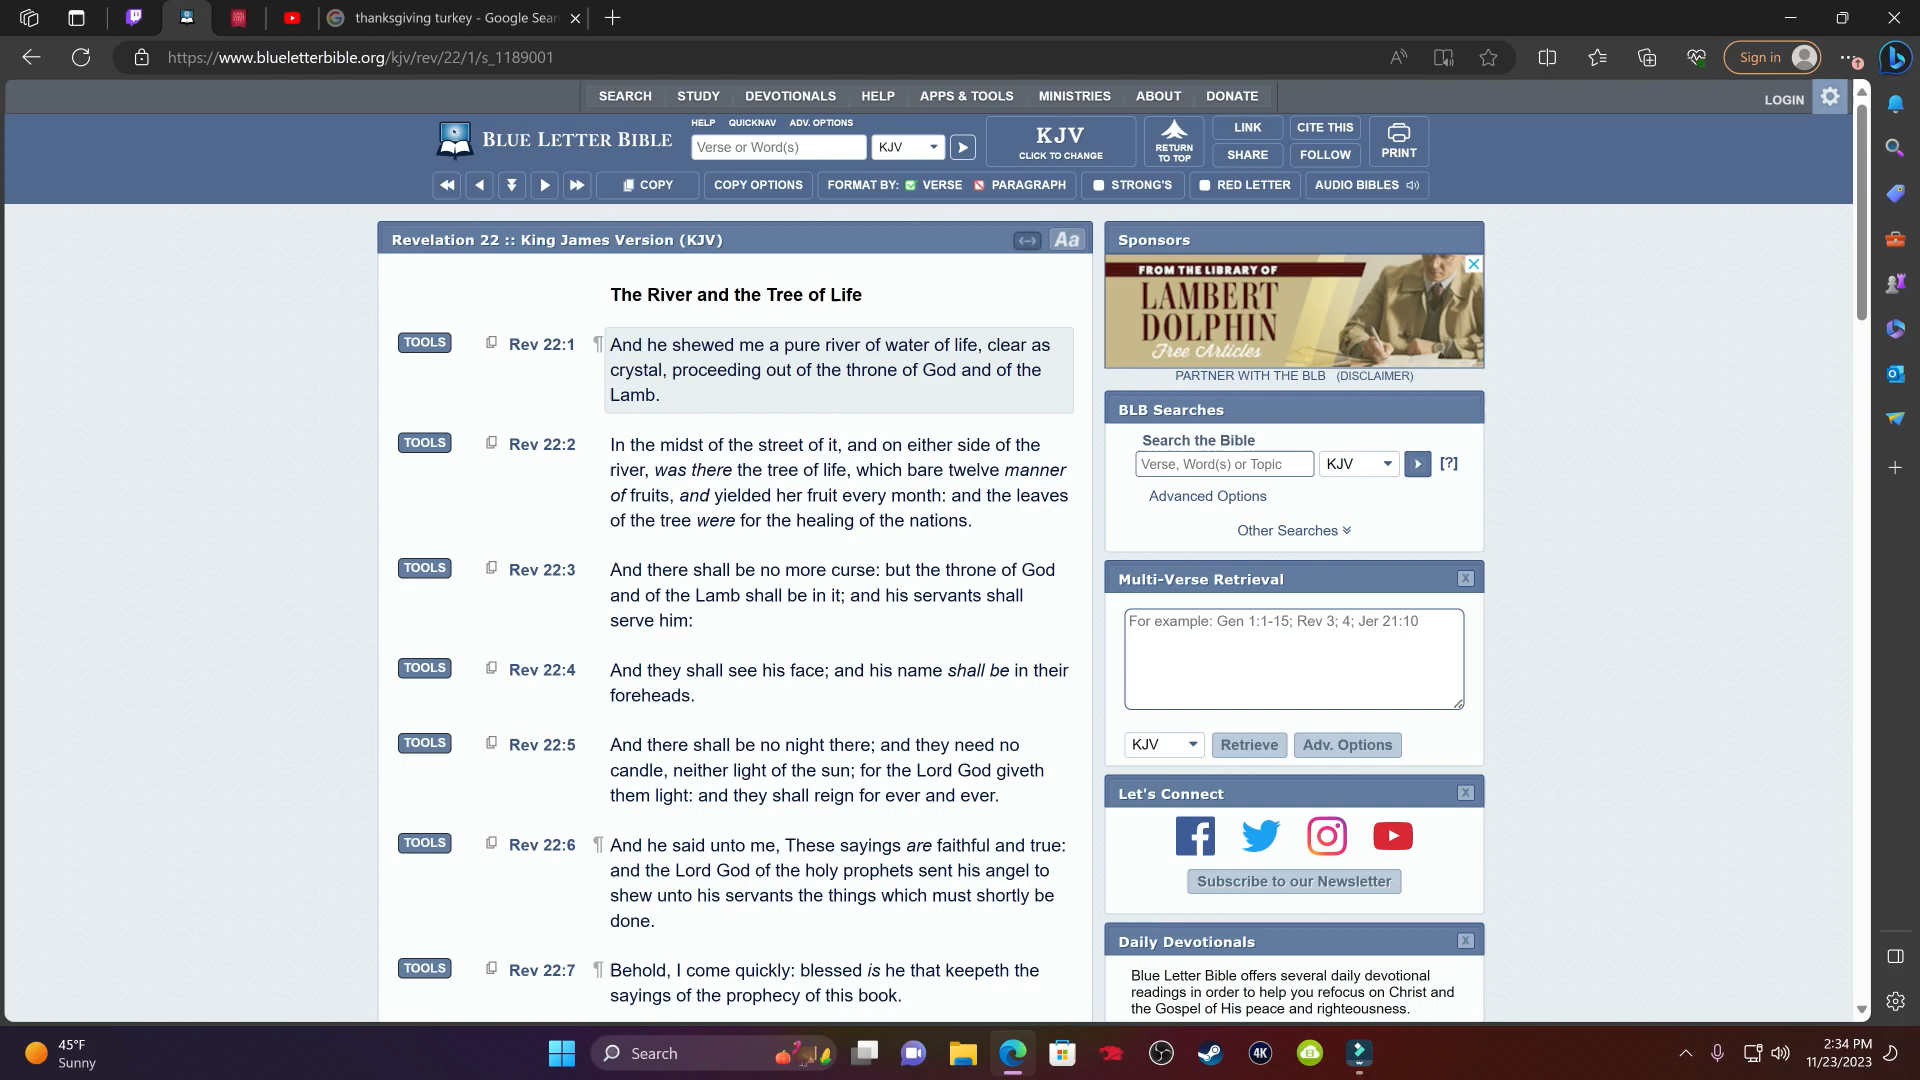 thanksgiving turkey - Google Sear
https://www.blueletterbible.org/kjv/rev/22/1/s_1189001
Sign in
SEARCH STUDY DEVOTIONALS HELP APPS & TOOLS MINISTRIES ABOUT DONATE
LOGIN
BLUE LETTER BIBLE
HELP QUICKNAV ADV. OPTIONS
Verse or Word(s) KJV
KJV
CLICK TO CHANGE
RETURN
TO TOP
LINK CITE THIS
SHARE FOLLOW
PRINT
COPY COPY OPTIONS FORMAT BY: VERSE PARAGRAPH STRONG'S RED LETTER AUDIO BIBLES
Revelation 22 :: King James Version (KJV)
Aa
The River and the Tree of Life
TOOLS Rev 22:1 ¶ And he shewed me a pure river of water of life, clear as
crystal, proceeding out of the throne of God and of the
Lamb.
TOOLS Rev 22:2 In the midst of the street of it, and on either side of the
river, was there the tree of life, which bare twelve manner
of fruits, and yielded her fruit every month: and the leaves
of the tree were for the healing of the nations.
TOOLS Rev 22:3 And there shall be no more curse: but the throne of God
and of the Lamb shall be in it; and his servants shall
serve him:
TOOLS Rev 22:4 And they shall see his face; and his name shall be in their
foreheads.
TOOLS Rev 22:5 And there shall be no night there; and they need no
candle, neither light of the sun; for the Lord God giveth
them light: and they shall reign for ever and ever.
TOOLS Rev 22:6 ¶ And he said unto me, These sayings are faithful and true:
and the Lord God of the holy prophets sent his angel to
shew unto his servants the things which must shortly be
done.
TOOLS Rev 22:7 ¶ Behold, I come quickly: blessed is he that keepeth the
sayings of the prophecy of this book.
Sponsors
FROM THE LIBRARY OF
LAMBERT
DOLPHIN
Free Articles
PARTNER WITH THE BLB (DISCLAIMER)
BLB Searches
Search the Bible
Verse, Word(s) or Topic KJV [?]
Advanced Options
Other Searches
Multi-Verse Retrieval
For example: Gen 1:1-15; Rev 3; 4; Jer 21:10
KJV Retrieve Adv. Options
Let's Connect
Subscribe to our Newsletter
Daily Devotionals
Blue Letter Bible offers several daily devotional
readings in order to help you refocus on Christ and
the Gospel of His peace and righteousness.
45°F
Sunny
Search
4K
2:34 PM
11/23/2023